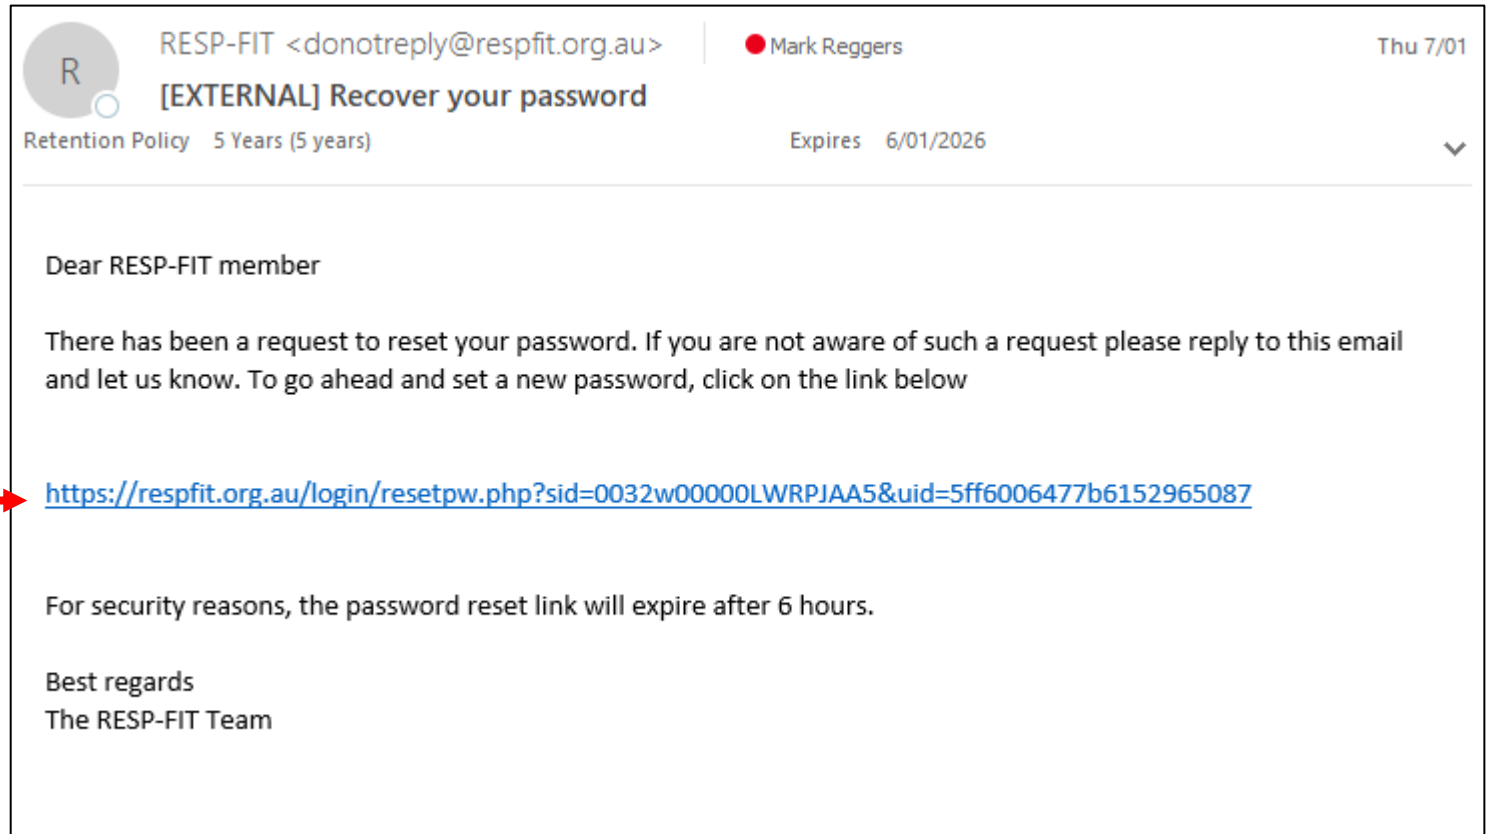 R
RESP-FIT <donotreply@respfit.org.au>
Mark Reggers
Thu 7/01
[EXTERNAL] Recover your password
Retention Policy 5 Years (5 years)
Expires 6/01/2026
Dear RESP-FIT member
There has been a request to reset your password. If you are not aware of such a request please reply to this email
and let us know. To go ahead and set a new password, click on the link below
https://respfit.org.au/login/resetpw.php?sid=0032w00000LWRPJAA5&uid=5ff6006477b6152965087
For security reasons, the password reset link will expire after 6 hours.
Best regards
The RESP-FIT Team